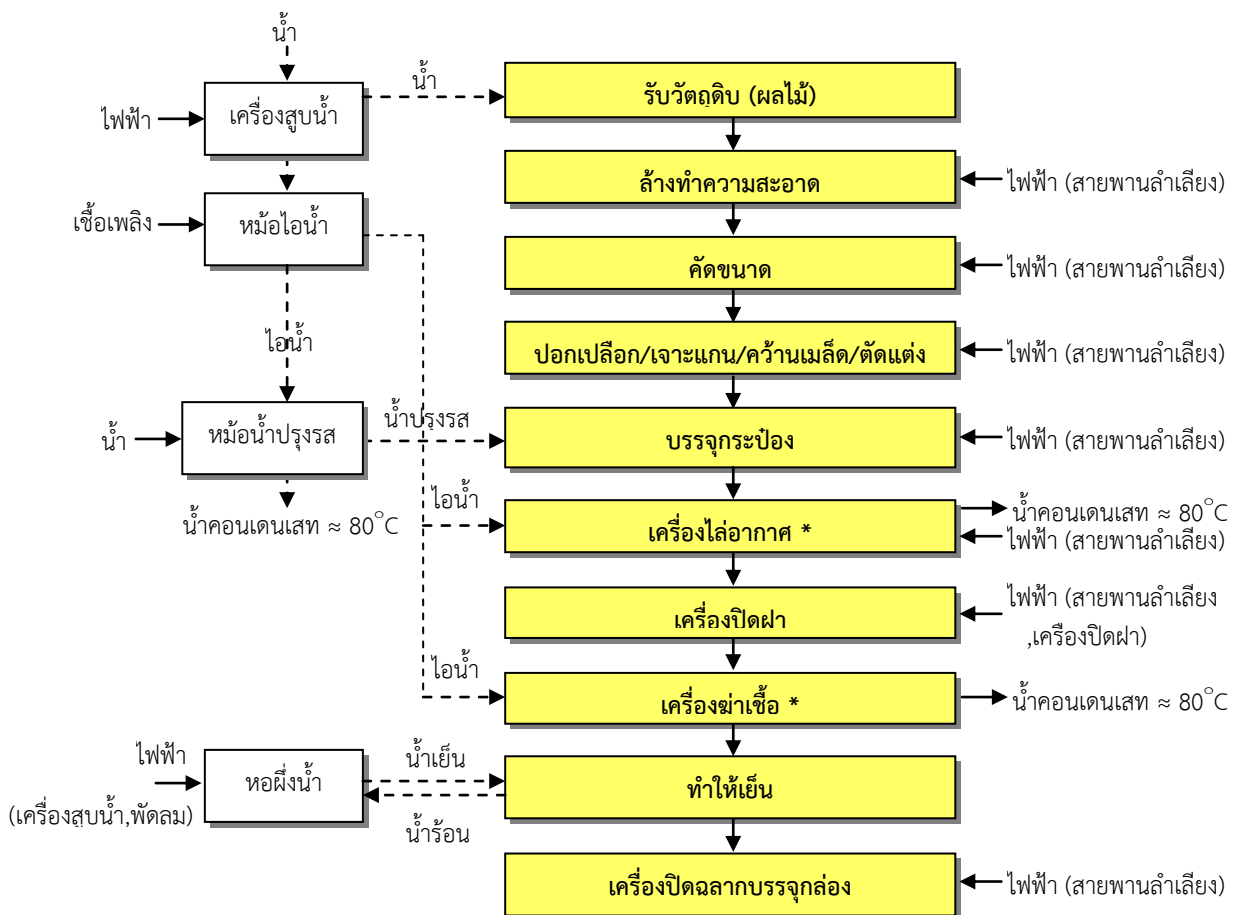 น้ำ
น้ำ
รับวัตถุดิบ (ผลไม้)
ไฟฟ้า
เครื่องสูบน้ำ
ล้างทำความสะอาด
ไฟฟ้า (สายพานลำเลียง)
เชื้อเพลิง
หม้อไอน้ำ
คัดขนาด
ไฟฟ้า (สายพานลำเลียง)
ไอน้ำ
ปอกเปลือก/เจาะแกน/คว้านเมล็ด/ตัดแต่ง
ไฟฟ้า (สายพานลำเลียง)
น้ำ
หม้อน้ำปรุงรส
น้ำปรุงรส
บรรจุกระป๋อง
ไฟฟ้า (สายพานลำเลียง)
น้ำคอนเดนเสท ≈ 80°C
ไอน้ำ
เครื่องไล่อากาศ *
น้ำคอนเดนเสท ≈ 80°C
ไฟฟ้า (สายพานลำเลียง)
เครื่องปิดฝา
ไฟฟ้า (สายพานลำเลียง
,เครืองปิดฝา)
ไอน้ำ
เครื่องฆ่าเชื้อ *
น้ำคอนเดนเสท ≈ 80°C
ไฟฟ้า
(เครื่องสูบน้ำ,พัดลม)
หอผึ่งน้ำ
น้ำเย็น
น้ำร้อน
ทำให้เย็น
เครื่องปิดฉลากบรรจุกล่อง
ไฟฟ้า (สายพานลำเลียง)